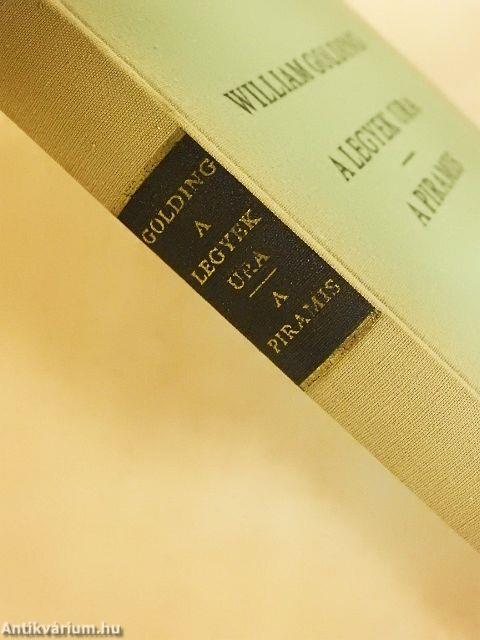 WILLIAM GOLDING
A LEGYEK URA
—
A PIRAMIS
GOLDING
A
LEGYEK
URA
—
A
PIRAMIS
Antikvárium.hu